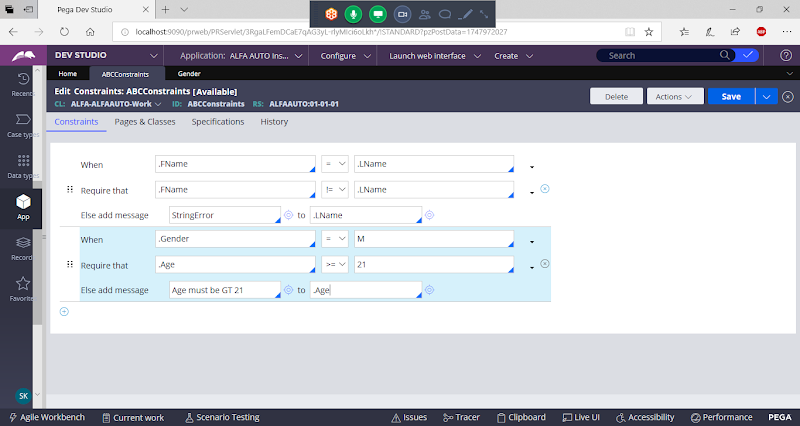 Pega Dev Studio
localhost:9090/prweb/PRServlet/3RgaLFemDCaE7qAG3yL-rlyMIci6oLkh*/!STANDARD?pzPostData=1747972027
ABP
DEV STUDIO
Application: ALFA AUTO Ins...
Configure
Launch web interface
Create
Search
Home
ABCConstraints
Gender
Edit Constraints: ABCConstraints [Available]
CL: ALFA-ALFAAUTO-Work ID: ABCConstraints RS: ALFAAUTO:01-01-01
Delete
Actions
Save
Constraints
Pages & Classes
Specifications
History
Recent
Case types
Data types
App
Records
Favorite
SK
When .FName = .LName
Require that .FName != .LName
Else add message StringError to .LName
When .Gender = M
Require that .Age >= 21
Else add message Age must be GT 21 to .Age
Agile Workbench
Current work
Scenario Testing
Issues
Tracer
Clipboard
Live UI
Accessibility
Performance
PEGA